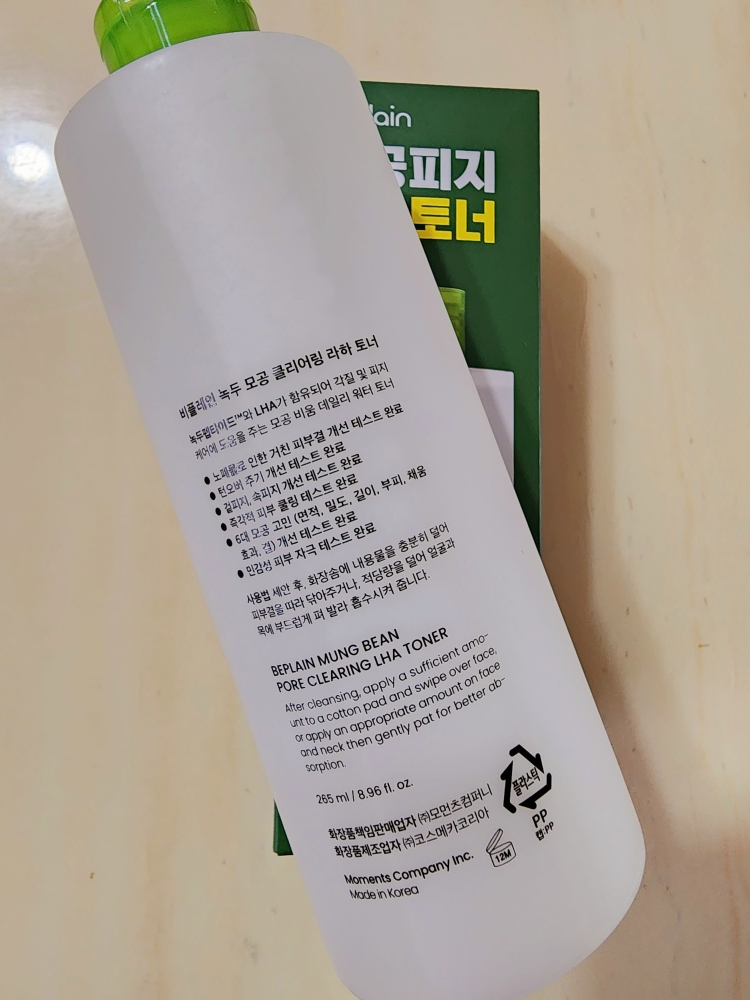 lain
공피지
토너
비플레인 녹두 모공 클리어링 라하 토너
녹두펩타이드™와 LHA가 함유되어 각질 및 피지
케어에 도움을 주는 모공 비움 데일리 워터 토너
● 노폐물로 인한 거친 피부결 개선 테스트 완료
● 턴오버 주기 개선 테스트 완료
● 겉피지, 속피지 개선 테스트 완료
● 즉각적 피부 쿨링 테스트 완료
● 6대 모공 고민 (면적, 밀도, 길이, 부피, 채움
효과, 결) 개선 테스트 완료
● 민감성 피부 자극 테스트 완료
사용법 세안 후, 화장솜에 내용물을 충분히 덜어
피부결을 따라 닦아주거나, 적당량을 덜어 얼굴과
목에 부드럽게 펴 발라 흡수시켜 줍니다.
BEPLAIN MUNG BEAN
PORE CLEARING LHA TONER
After cleansing, apply a sufficient amo-
unt to a cotton pad and swipe over face,
or apply an appropriate amount on face
and neck then gently pat for better ab-
sorption.
265 ml / 8.96 fl. oz.
화장품책임판매업자 ㈜모먼츠컴퍼니
화장품제조업자 ㈜코스메카코리아
Moments Company Inc.
Made in Korea
12M
플라스틱
PP
캡:PP